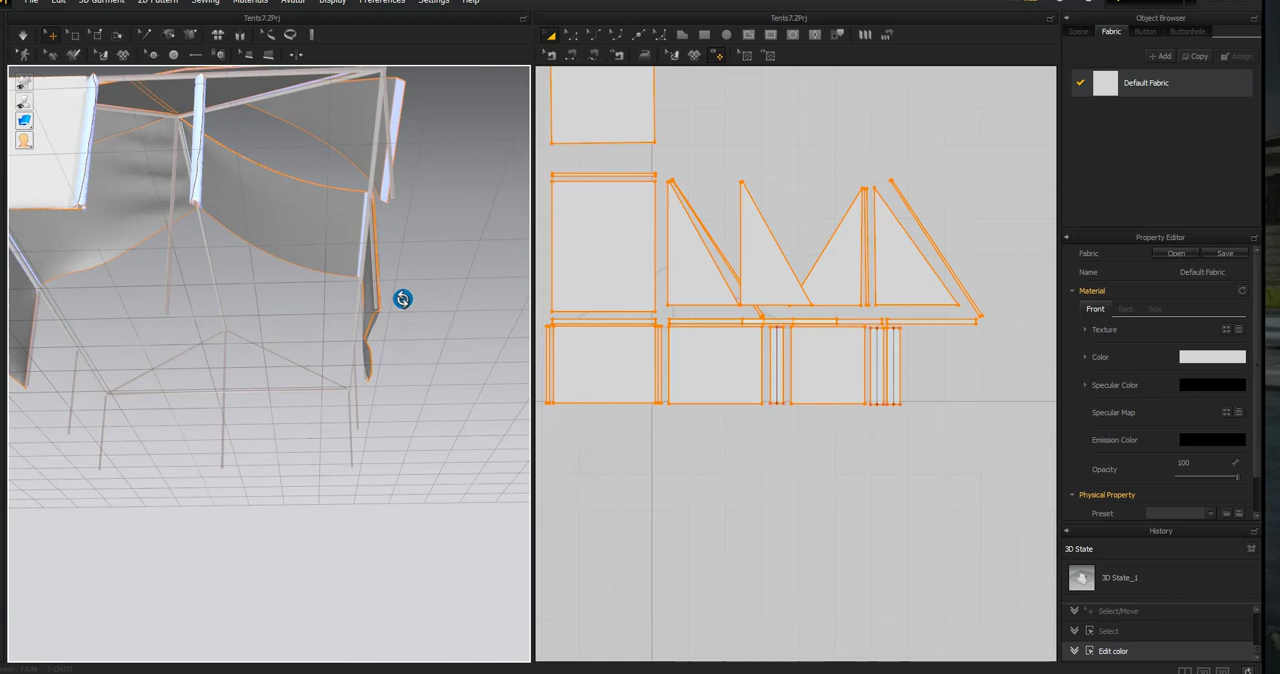 File Edit 3D Garment 2D Pattern Sewing Materials Avatar Display Preferences Settings Help
Tents7.ZPrj
Tents7.ZPrj
Object Browser
Scene Fabric Button Buttonhole
Add Copy Assign
Default Fabric
Property Editor
Fabric Open Save
Name Default Fabric
Material
Front Back Side
Texture
Color
Specular Color
Specular Map
Emission Color
Opacity 100
Physical Property
Preset
History
3D State
3D State_1
Select/Move
Select
Edit color